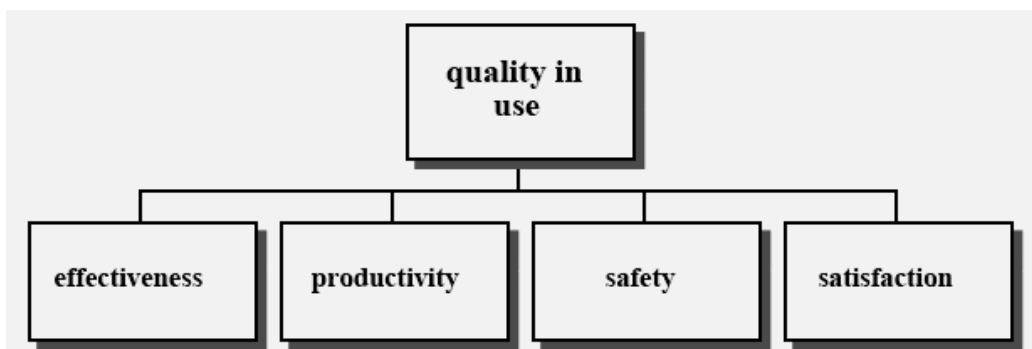 quality in
use
effectiveness
productivity
safety
satisfaction